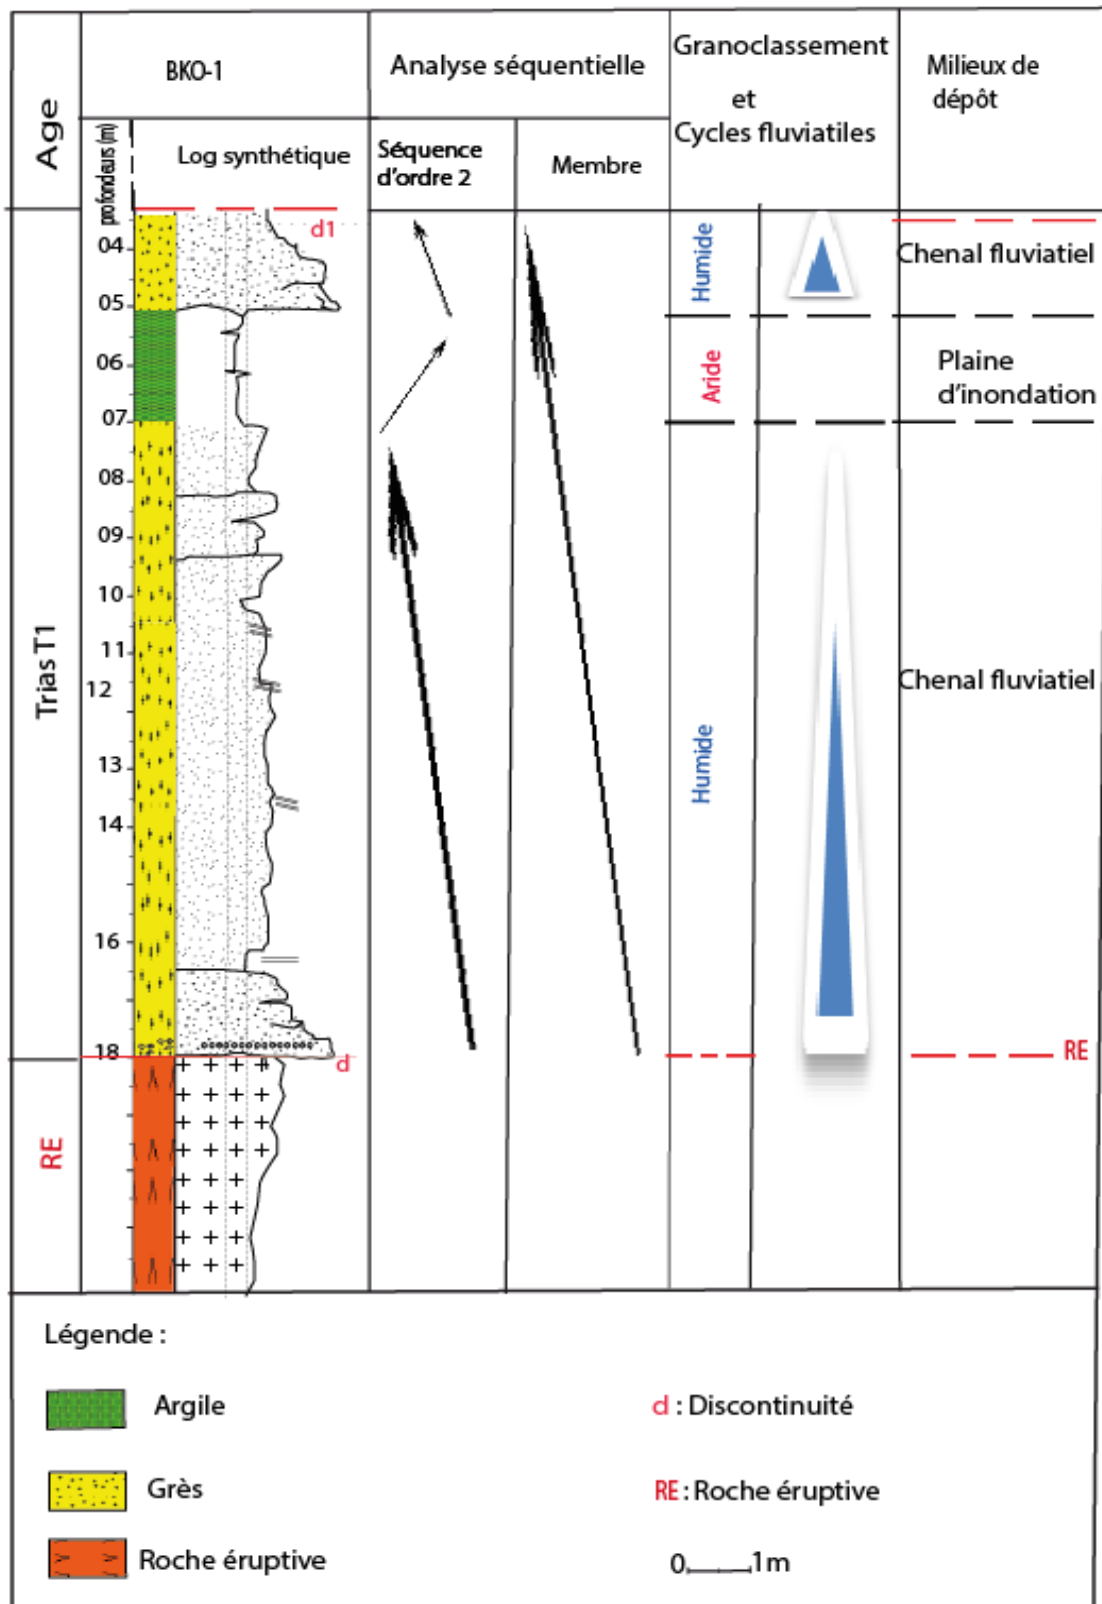 Age
BKO-1
Analyse séquentielle
Granoclassement
et
Cycles fluviatiles
Milieux de
dépôt
profondeurs (m)
Log synthétique
Séquence
d'ordre 2
Membre
d1
04
05
06
07
08
09
10
11
12
13
14
16
18
d
Trias T1
RE
Humide
Aride
Humide
Chenal fluviatiel
Plaine
d'inondation
Chenal fluviatiel
RE
Légende :
Argile
d : Discontinuité
Grès
RE : Roche éruptive
Roche éruptive
0 1m